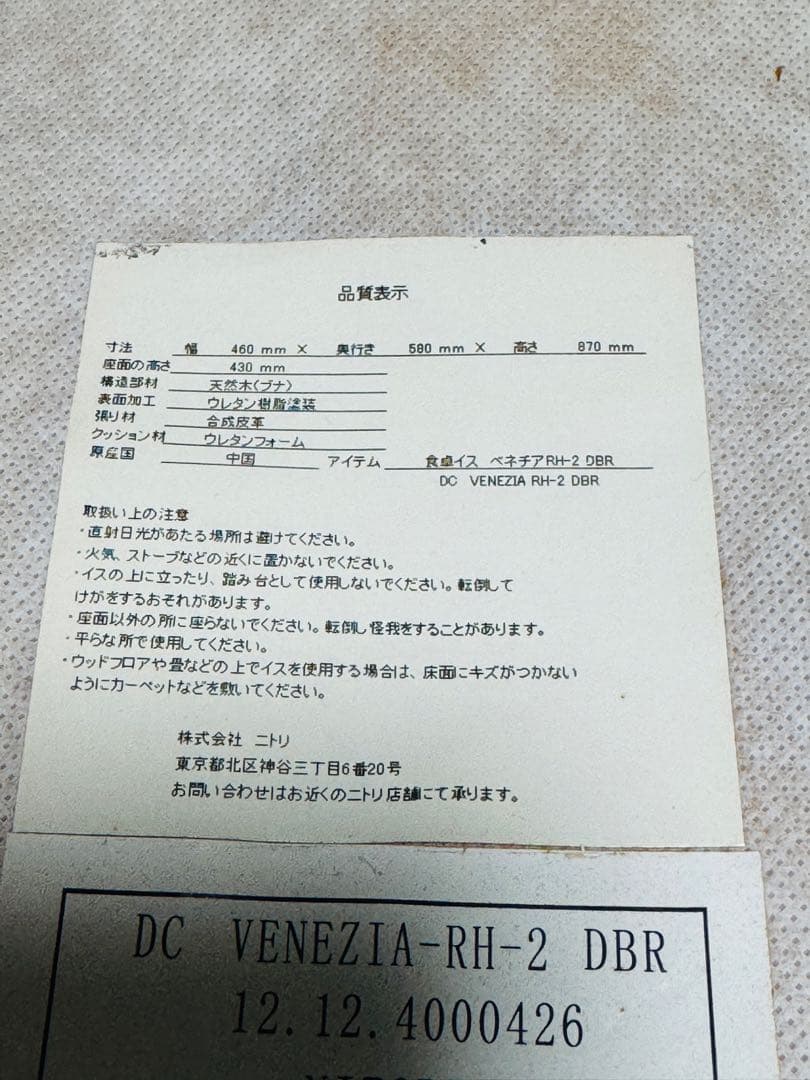 品質表示
寸法 幅 460 mm X 奥行き 580 mm X 高さ 870 mm
座面の高さ 430 mm
構造部材 天然木(ブナ)
表面加工 ウレタン樹脂塗装
張り材 合成皮革
クッション材 ウレタンフォーム
原産国 中国 アイテム 食卓イス ベネチアRH-2 DBR
DC VENEZIA RH-2 DBR
取扱い上の注意
・直射日光があたる場所は避けてください。
・火気、ストーブなどの近くに置かないでください。
・イスの上に立ったり、踏み台として使用しないでください。転倒して
けがをするおそれがあります。
・座面以外の所に座らないでください。転倒し怪我をすることがあります。
・平らな所で使用してください。
・ウッドフロアや畳などの上でイスを使用する場合は、床面にキズがつかない
ようにカーペットなどを敷いてください。
株式会社 ニトリ
東京都北区神谷三丁目6番20号
お問い合わせはお近くのニトリ店舗にて承ります。
DC VENEZIA-RH-2 DBR
12.12.4000426